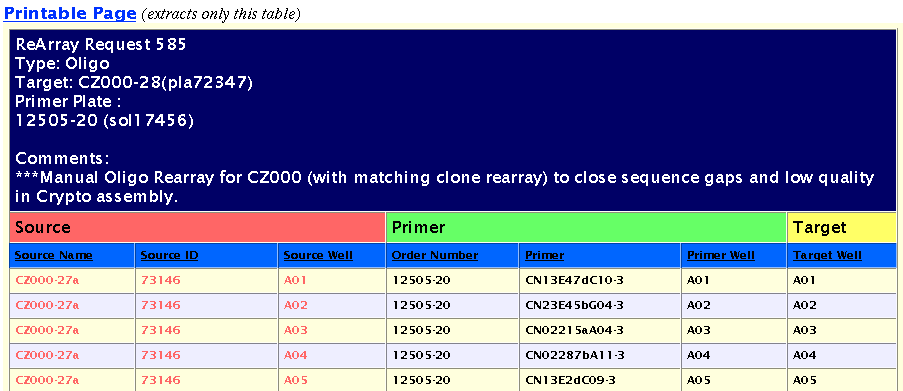 Printable Page (extracts only this table)
ReArray Request 585
Type: Oligo
Target: CZ000-28(pla72347)
Primer Plate :
12505-20 (sol17456)
Comments:
***Manual Oligo Rearray for CZ000 (with matching clone rearray) to close sequence gaps and low quality
in Crypto assembly.
Source Primer Target
Source Name Source ID Source Well Order Number Primer Primer Well Target Well
CZ000-27a 73146 A01 12505-20 CN13E47dC10-3 A01 A01
CZ000-27a 73146 A02 12505-20 CN23E45bG04-3 A02 A02
CZ000-27a 73146 A03 12505-20 CN02215aA04-3 A03 A03
CZ000-27a 73146 A04 12505-20 CN02287bA11-3 A04 A04
CZ000-27a 73146 A05 12505-20 CN13E2dC09-3 A05 A05